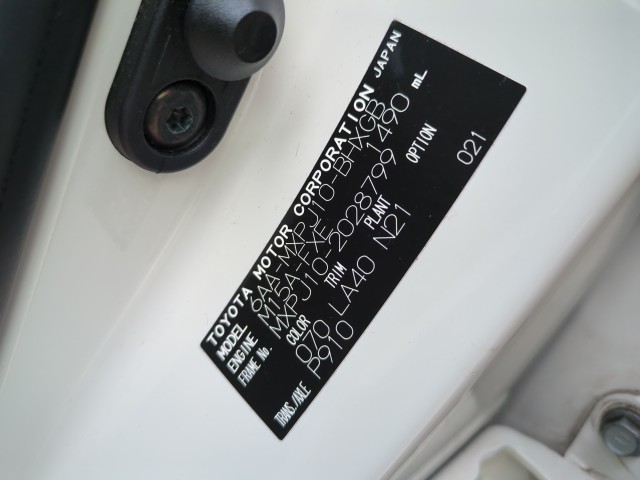 TOYOTA MOTOR CORPORATION JAPAN
MODEL 6AA-MXPJ10-BHXGB
ENGINE M15A-FXE 1490 mL
FRAME No. MXPJ10-2028799
COLOR TRIM PLANT OPTION
070 LA40 N21 021
TRANS./AXLE P910